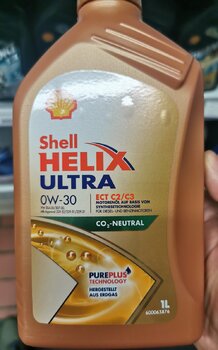 Shell
HELIX
ULTRA
0W-30
ECT C2/C3
MOTORENÖL AUF BASIS VON
SYNTHESETECHNOLOGIE
FÜR DIESEL- UND BENZINMOTOREN
CO₂-NEUTRAL
PUREPLUS
TECHNOLOGY
HERGESTELLT
AUS ERDGAS
1L